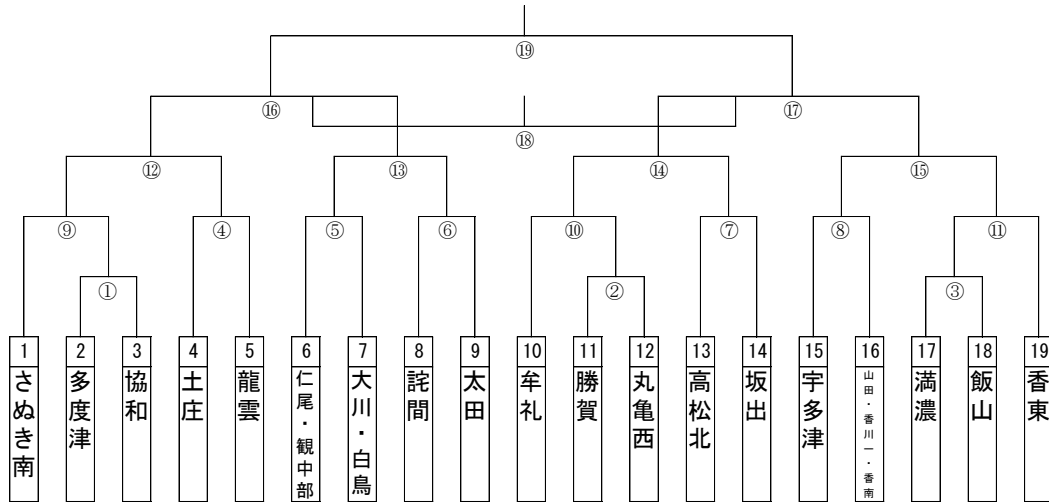 ⑲
⑯
⑰
⑱
⑫
⑬
⑭
⑮
⑨
④
⑤
⑥
⑩
⑦
⑧
⑪
①
②
③
1
2
3
4
5
6
7
8
9
10
11
12
13
14
15
16
17
18
19
さぬき南
多度津
協和
土庄
龍雲
仁尾・観中部
大川・白鳥
詫間
太田
牟礼
勝賀
丸亀西
高松北
坂出
宇多津
山田・香川一・香南
満濃
飯山
香東